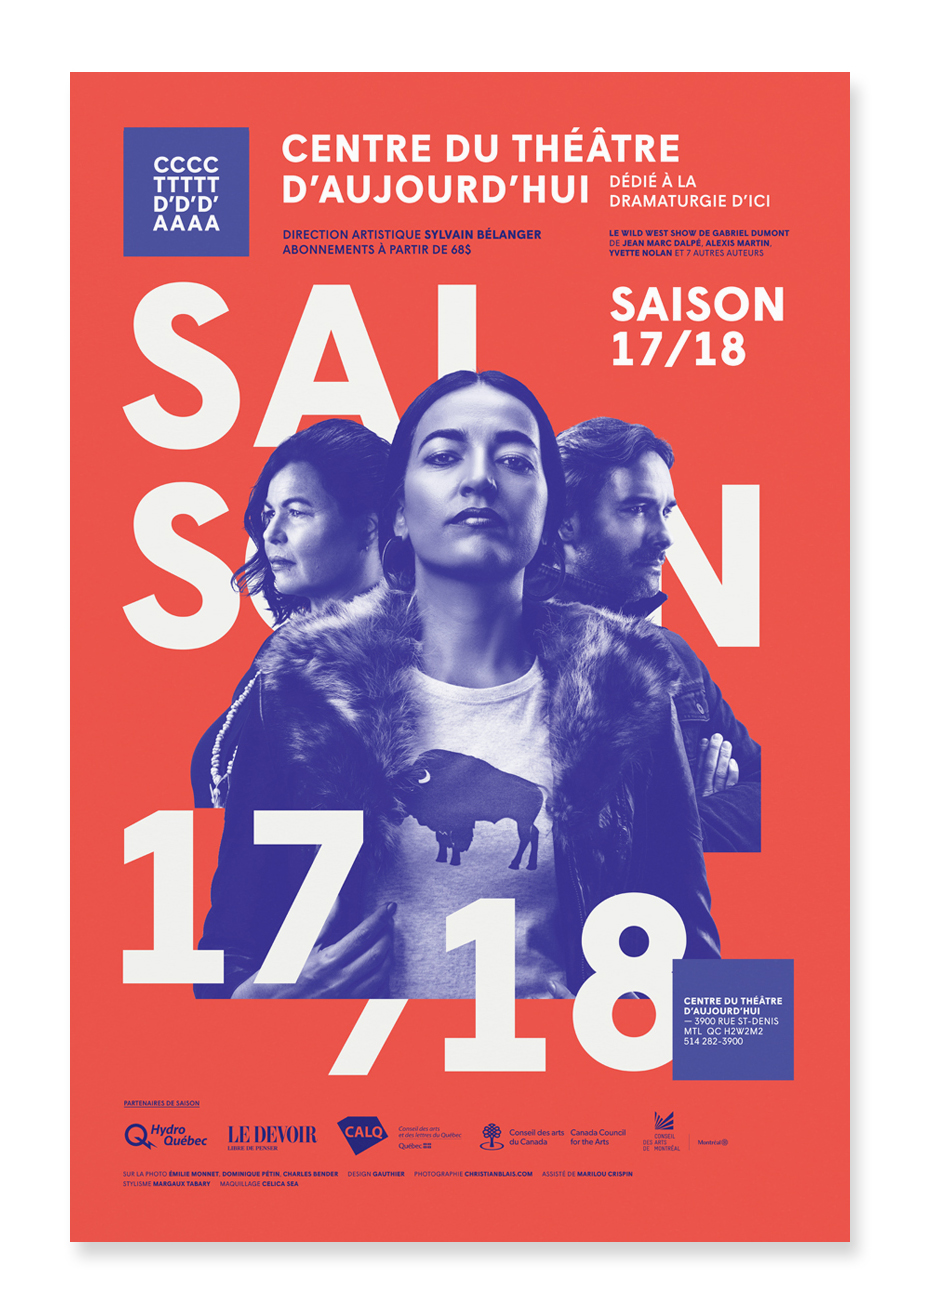 CCCC
TTTTT
D'D'D'
AAAA
CENTRE DU THÉÂTRE
D'AUJOURD'HUI
DÉDIÉ À LA
DRAMATURGIE D'ICI
DIRECTION ARTISTIQUE SYLVAIN BÉLANGER
ABONNEMENTS À PARTIR DE 68$
LE WILD WEST SHOW DE GABRIEL DUMONT
DE JEAN MARC DALPÉ, ALEXIS MARTIN,
YVETTE NOLAN ET 7 AUTRES AUTEURS
SAISON
17/18
SAI
SON
17
/18
CENTRE DU THÉÂTRE
D'AUJOURD'HUI
— 3900 RUE ST-DENIS
MTL QC H2W2M2
514 282-3900
PARTENAIRES DE SAISON
Hydro
Québec
LE DEVOIR
LIBRE DE PENSER
CALQ
Conseil des arts
et des lettres du Québec
Québec
Conseil des arts
du Canada
Canada Council
for the Arts
CONSEIL
DES ARTS
DE MONTRÉAL
Montréal
SUR LA PHOTO ÉMILIE MONNET, DOMINIQUE PÉTIN, CHARLES BENDER DESIGN GAUTHIER PHOTOGRAPHIE CHRISTIANBLAIS.COM ASSISTÉ DE MARILOU CRISPIN
STYLISME MARGAUX TABARY MAQUILLAGE CELICA SEA